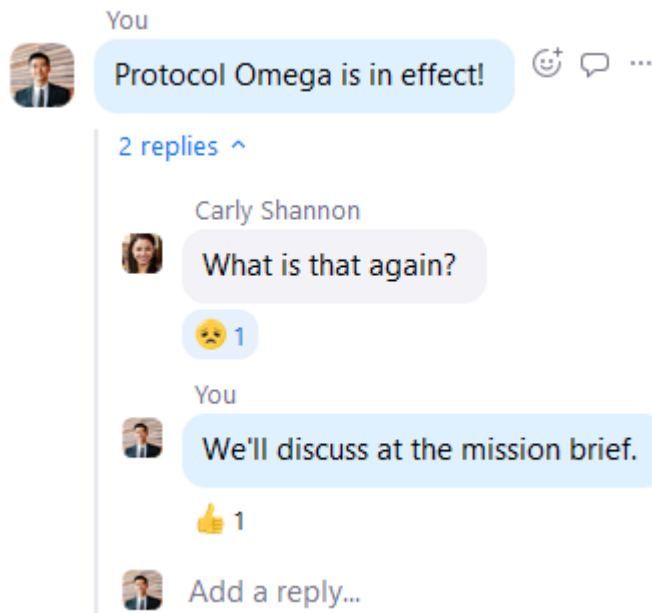 You
Protocol Omega is in effect!
2 replies
Carly Shannon
What is that again?
1
You
We'll discuss at the mission brief.
1
Add a reply...